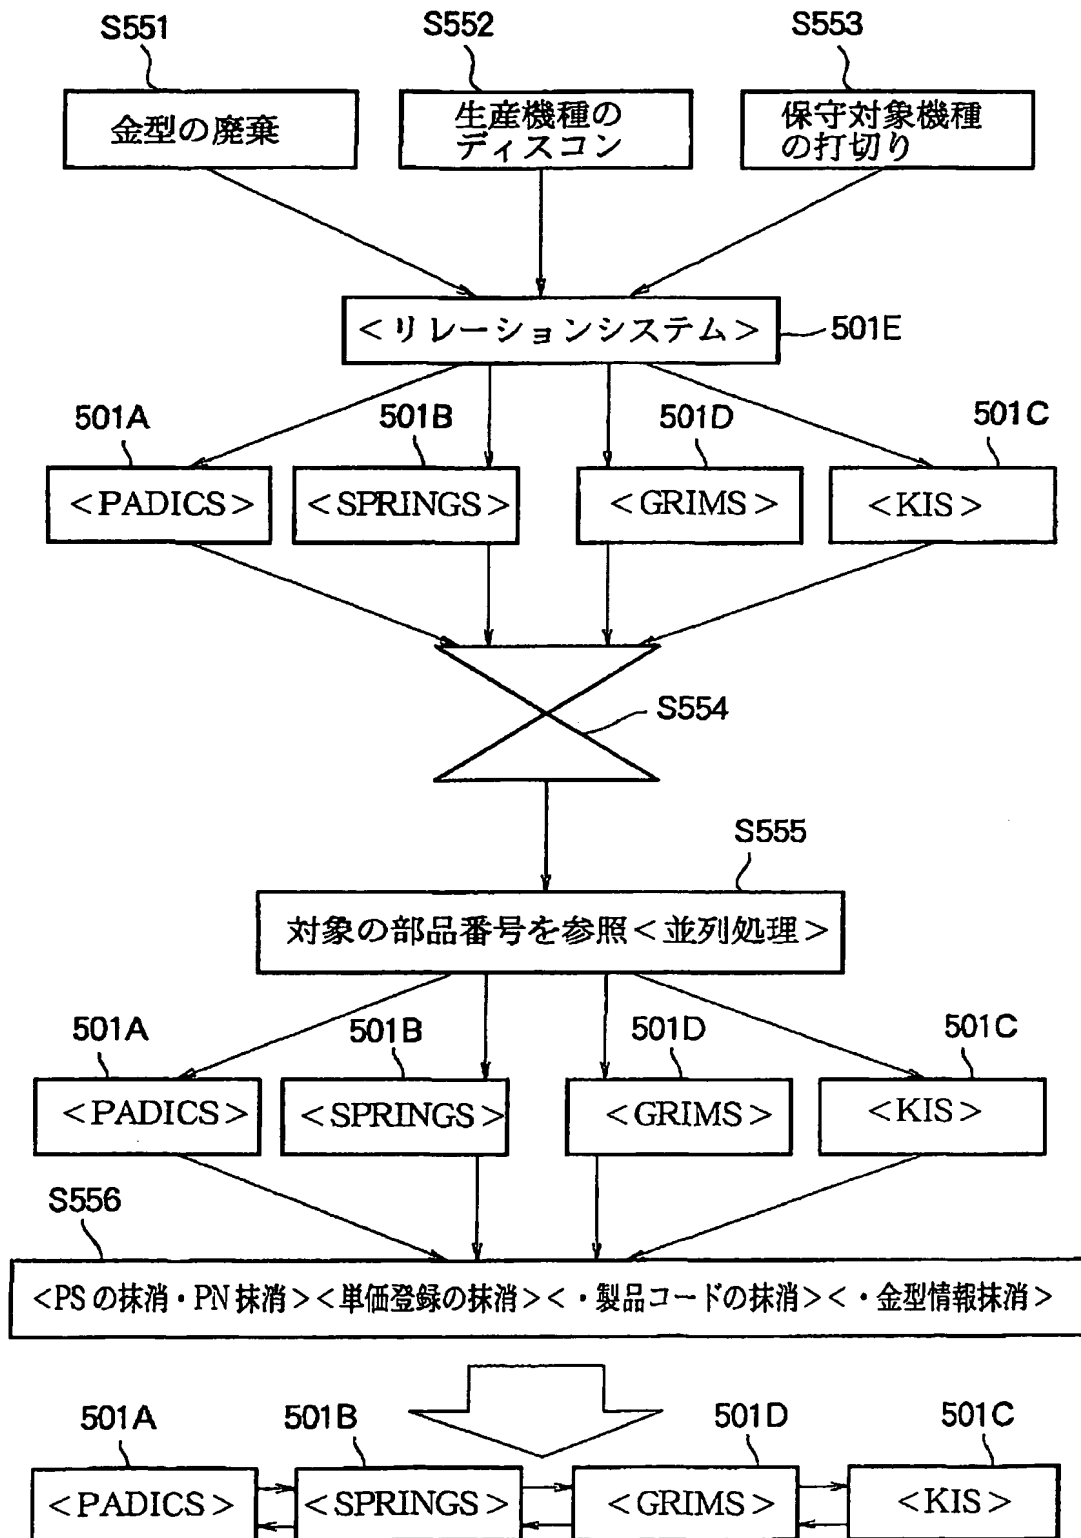 S551
S552
S553
金型の廃棄
生産機種の
ディスコン
保守対象機種
の打切り
<リレーションシステム>
501E
501A
501B
501D
501C
<PADICS>
<SPRINGS>
<GRIMS>
<KIS>
S554
S555
対象の部品番号を参照<並列処理>
501A
501B
501D
501C
<PADICS>
<SPRINGS>
<GRIMS>
<KIS>
S556
<PSの抹消・PN抹消><単価登録の抹消><・製品コードの抹消><・金型情報抹消>
501A
501B
501D
501C
<PADICS>
<SPRINGS>
<GRIMS>
<KIS>